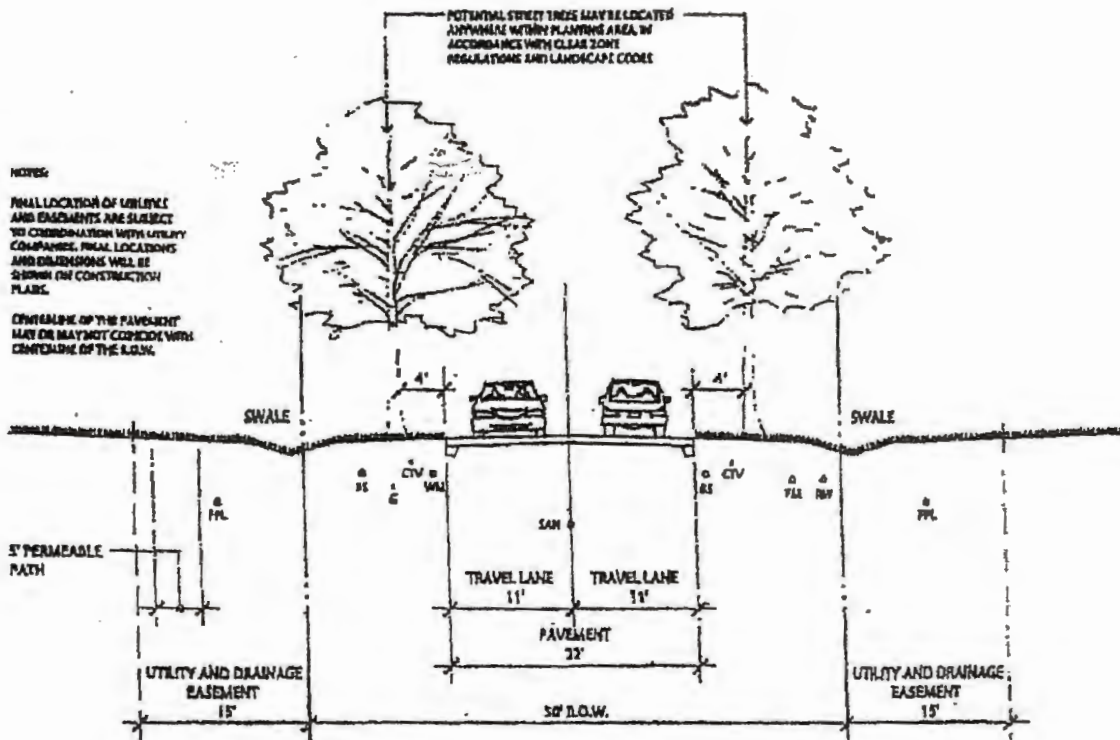 POTENTIAL STREET TREES MAY BE LOCATED
ANYWHERE WITHIN PLANTING AREA IN
ACCORDANCE WITH CLEAR ZONE
REGULATIONS AND LANDSCAPE CODES
NOTES:
FINAL LOCATION OF UTILITIES
AND EASEMENTS ARE SUBJECT
TO COORDINATION WITH UTILITY
COMPANIES. FINAL LOCATIONS
AND DIMENSIONS WILL BE
SHOWN ON CONSTRUCTION
PLANS.
CENTERLINE OF THE PAVEMENT
MAY OR MAY NOT COINCIDE WITH
CENTERLINE OF THE R.O.W.
4'
4'
SWALE
SWALE
CTV
WM
G
CTV
FPL
FPL
SAN
5' PERMEABLE
PATH
TRAVEL LANE
11'
TRAVEL LANE
11'
PAVEMENT
22'
UTILITY AND DRAINAGE
EASEMENT
15'
50' R.O.W.
UTILITY AND DRAINAGE
EASEMENT
15'